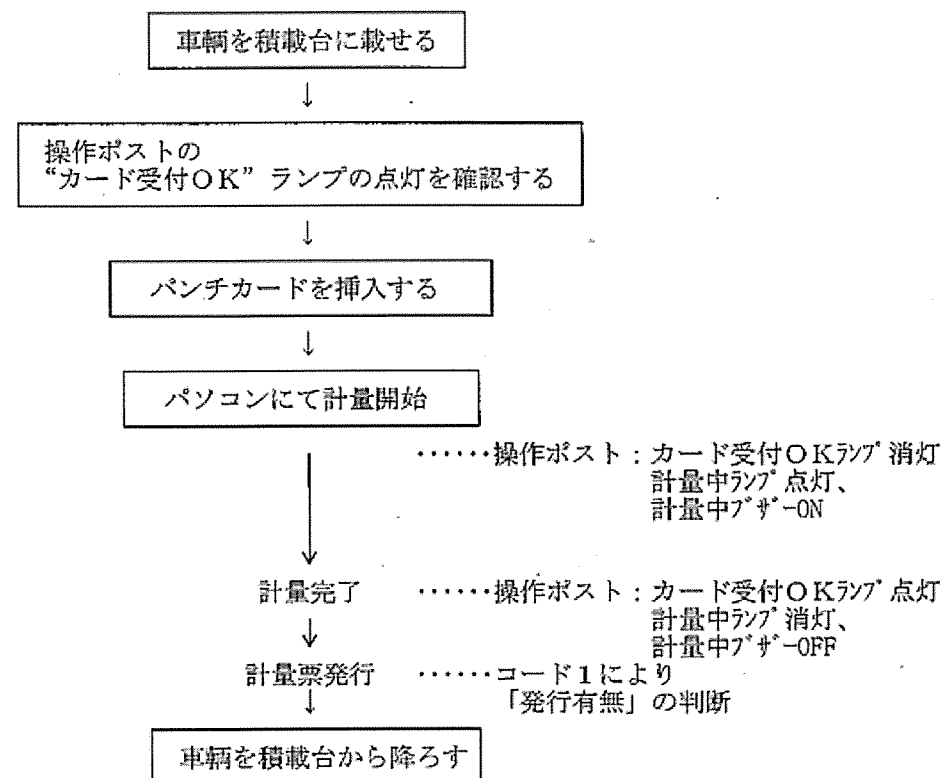 車輌を積載台に載せる
↓
操作ポストの
“カード受付OK”ランプの点灯を確認する
↓
パンチカードを挿入する
↓
パソコンにて計量開始
……操作ポスト：カード受付OKﾗﾝﾌﾟ消灯
計量中ﾗﾝﾌﾟ点灯、
計量中ﾌﾞｻﾞｰON
↓
計量完了 ……操作ポスト：カード受付OKﾗﾝﾌﾟ点灯
計量中ﾗﾝﾌﾟ消灯、
計量中ﾌﾞｻﾞｰOFF
↓
計量票発行 ……コード1により
「発行有無」の判断
↓
車輌を積載台から降ろす